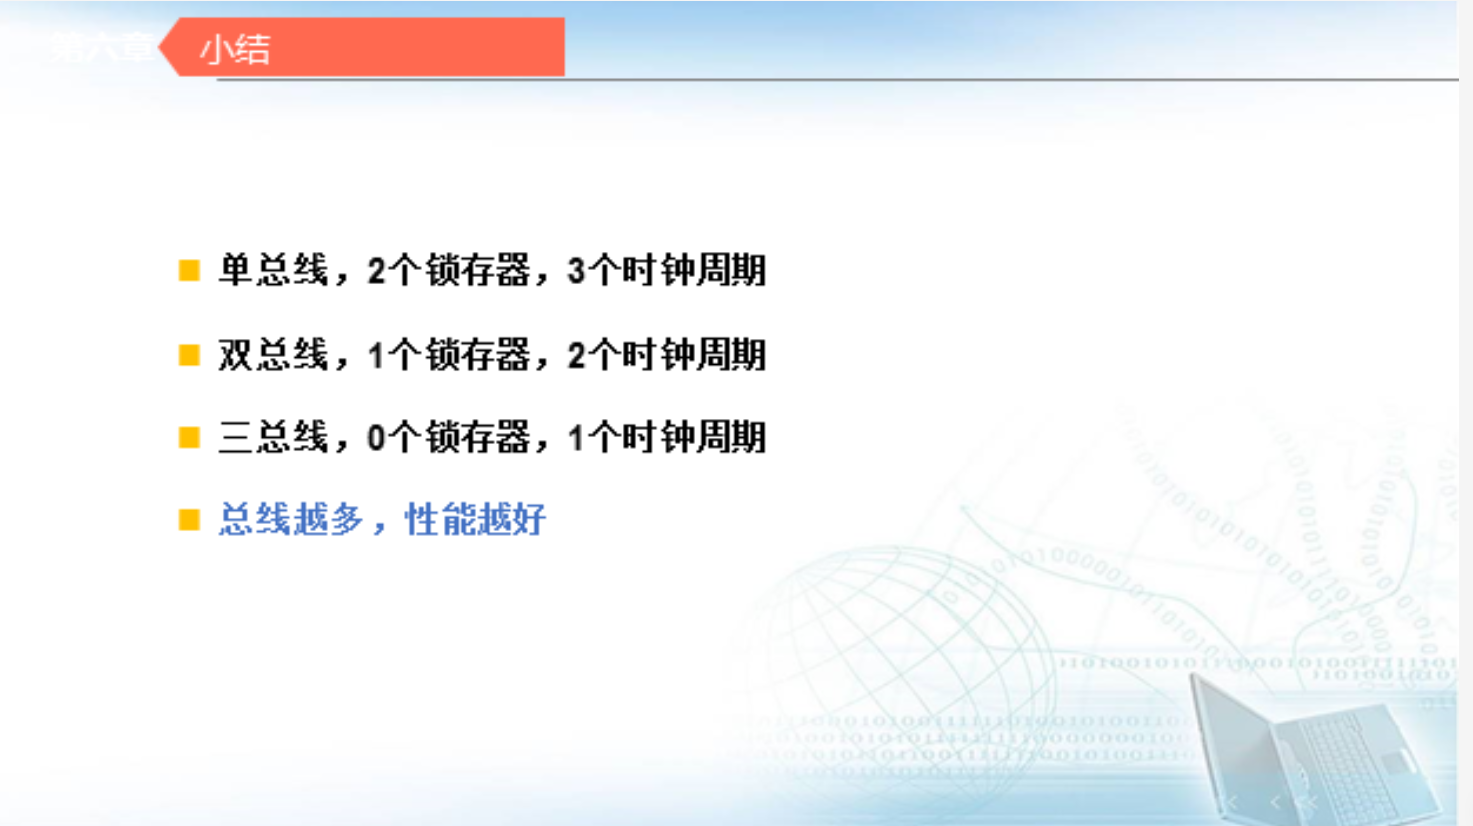 第六章
小结
单总线，2个锁存器，3个时钟周期
双总线，1个锁存器，2个时钟周期
三总线，0个锁存器，1个时钟周期
总线越多，性能越好